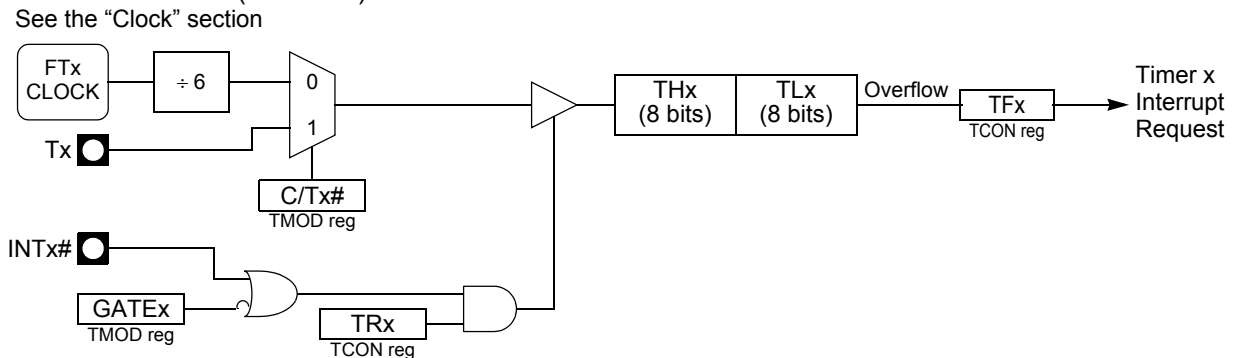 See the “Clock” section
FTx
CLOCK
÷ 6
0
1
Tx
C/Tx#
TMOD reg
THx
(8 bits)
TLx
(8 bits)
Overflow
TFx
TCON reg
Timer x
Interrupt
Request
INTx#
GATEx
TMOD reg
TRx
TCON reg